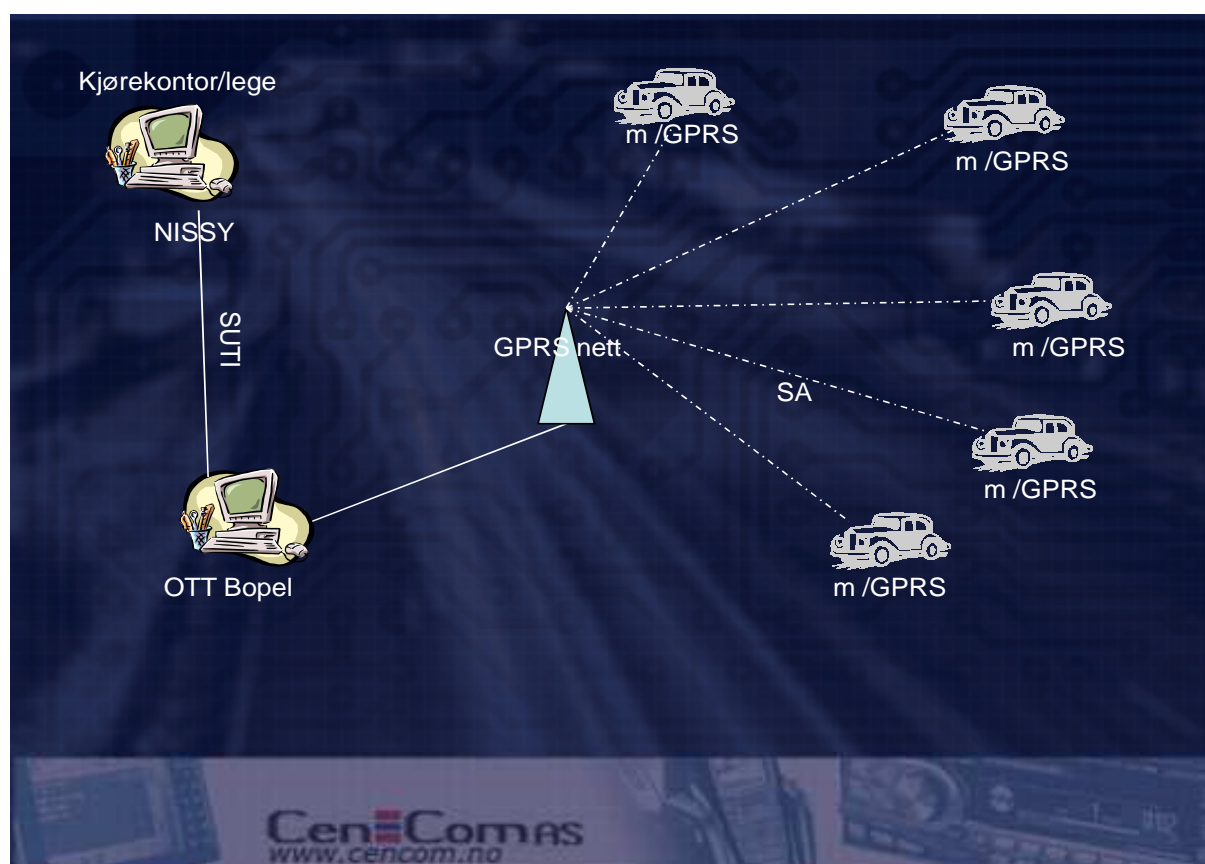 Kjørekontor/lege
NISSY
SUTI
OTT Bopel
GPRS nett
SA
m /GPRS
m /GPRS
m /GPRS
m /GPRS
m /GPRS
CenComAS
www.cencom.no